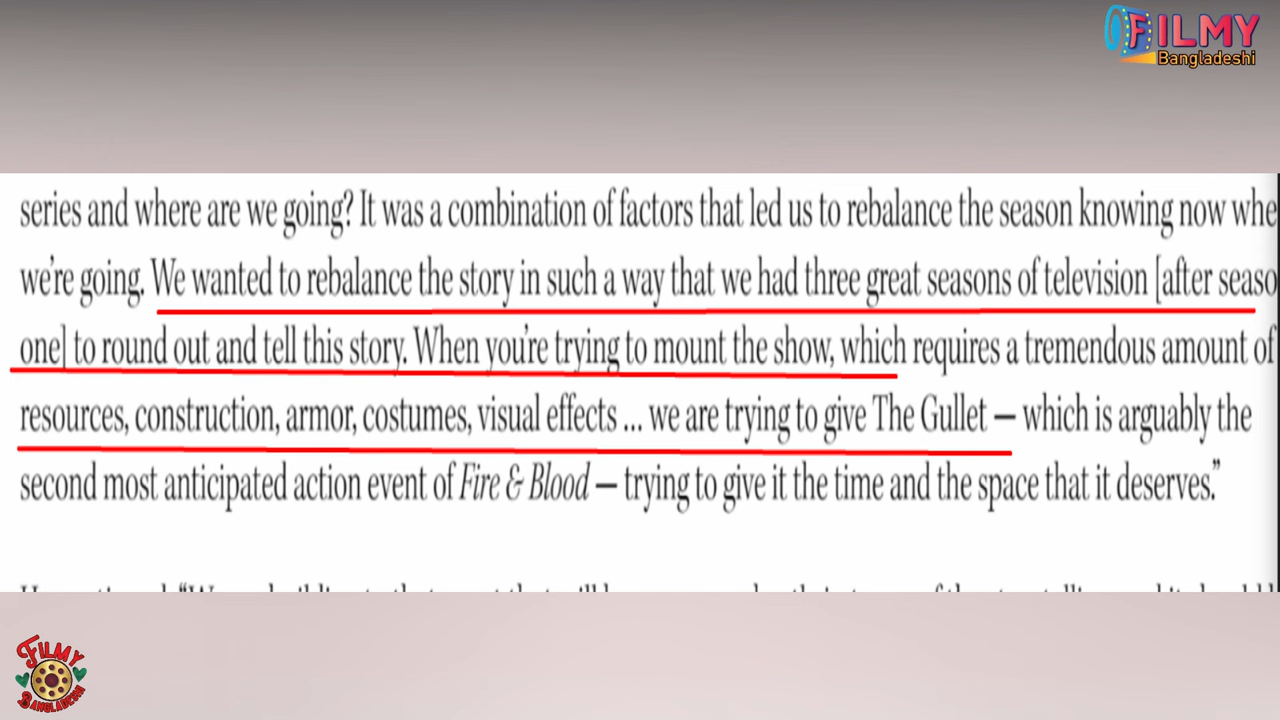 FILMY
Bangladeshi
series and where are we going? It was a combination of factors that led us to rebalance the season knowing now whe
we're going. We wanted to rebalance the story in such a way that we had three great seasons of television [after seaso
one] to round out and tell this story. When you're trying to mount the show, which requires a tremendous amount of
resources, construction, armor, costumes, visual effects ... we are trying to give The Gullet — which is arguably the
second most anticipated action event of Fire & Blood — trying to give it the time and the space that it deserves.”
FILMY
BANGLADESHI